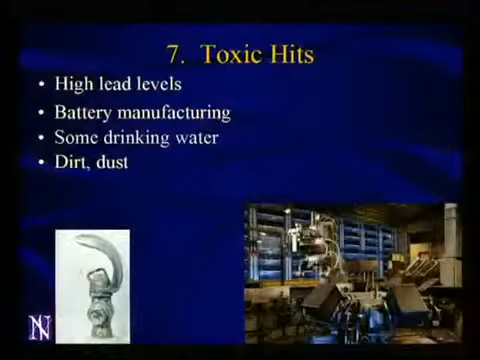 7. Toxic Hits
• High lead levels
• Battery manufacturing
• Some drinking water
• Dirt, dust
N